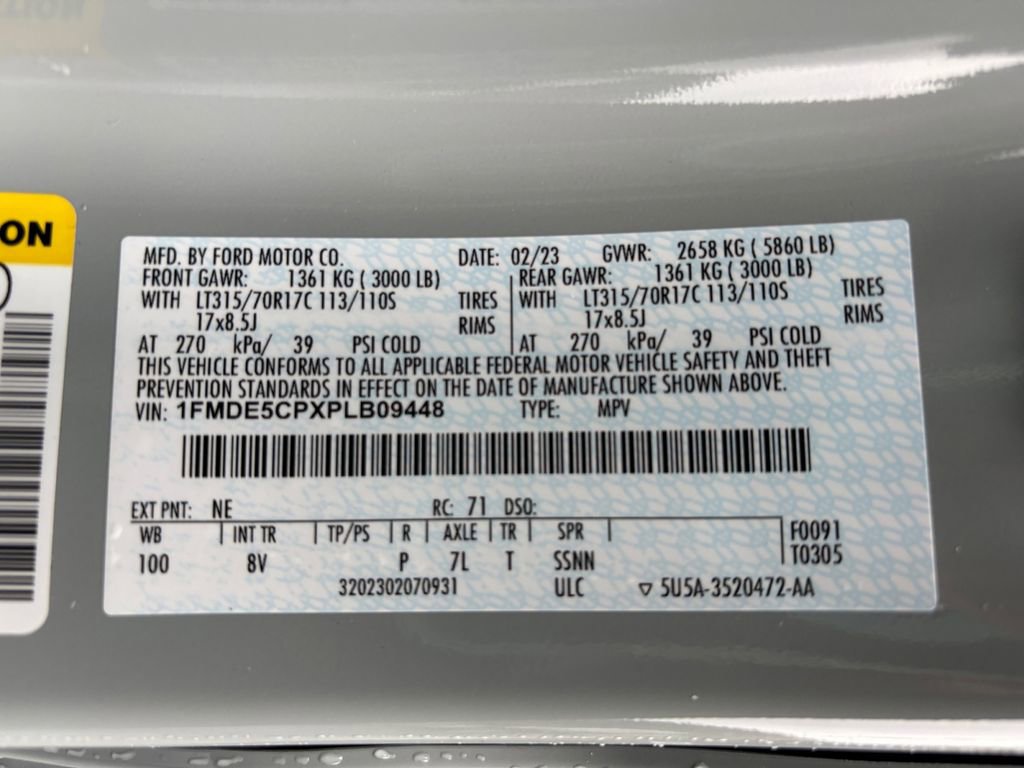 ON
MFD. BY FORD MOTOR CO. DATE: 02/23 GVWR: 2658 KG ( 5860 LB)
FRONT GAWR: 1361 KG ( 3000 LB) REAR GAWR: 1361 KG ( 3000 LB)
WITH LT315/70R17C 113/110S TIRES WITH LT315/70R17C 113/110S TIRES
17x8.5J RIMS 17x8.5J RIMS
AT 270 kPa/ 39 PSI COLD AT 270 kPa/ 39 PSI COLD
THIS VEHICLE CONFORMS TO ALL APPLICABLE FEDERAL MOTOR VEHICLE SAFETY AND THEFT
PREVENTION STANDARDS IN EFFECT ON THE DATE OF MANUFACTURE SHOWN ABOVE.
VIN: 1FMDE5CPXPLB09448 TYPE: MPV
EXT PNT: NE RC: 71 DSO:
WB INT TR TP/PS R AXLE TR SPR F0091
100 8V P 7L T SSNN T0305
3202302070931 ULC ▽ 5U5A-3520472-AA